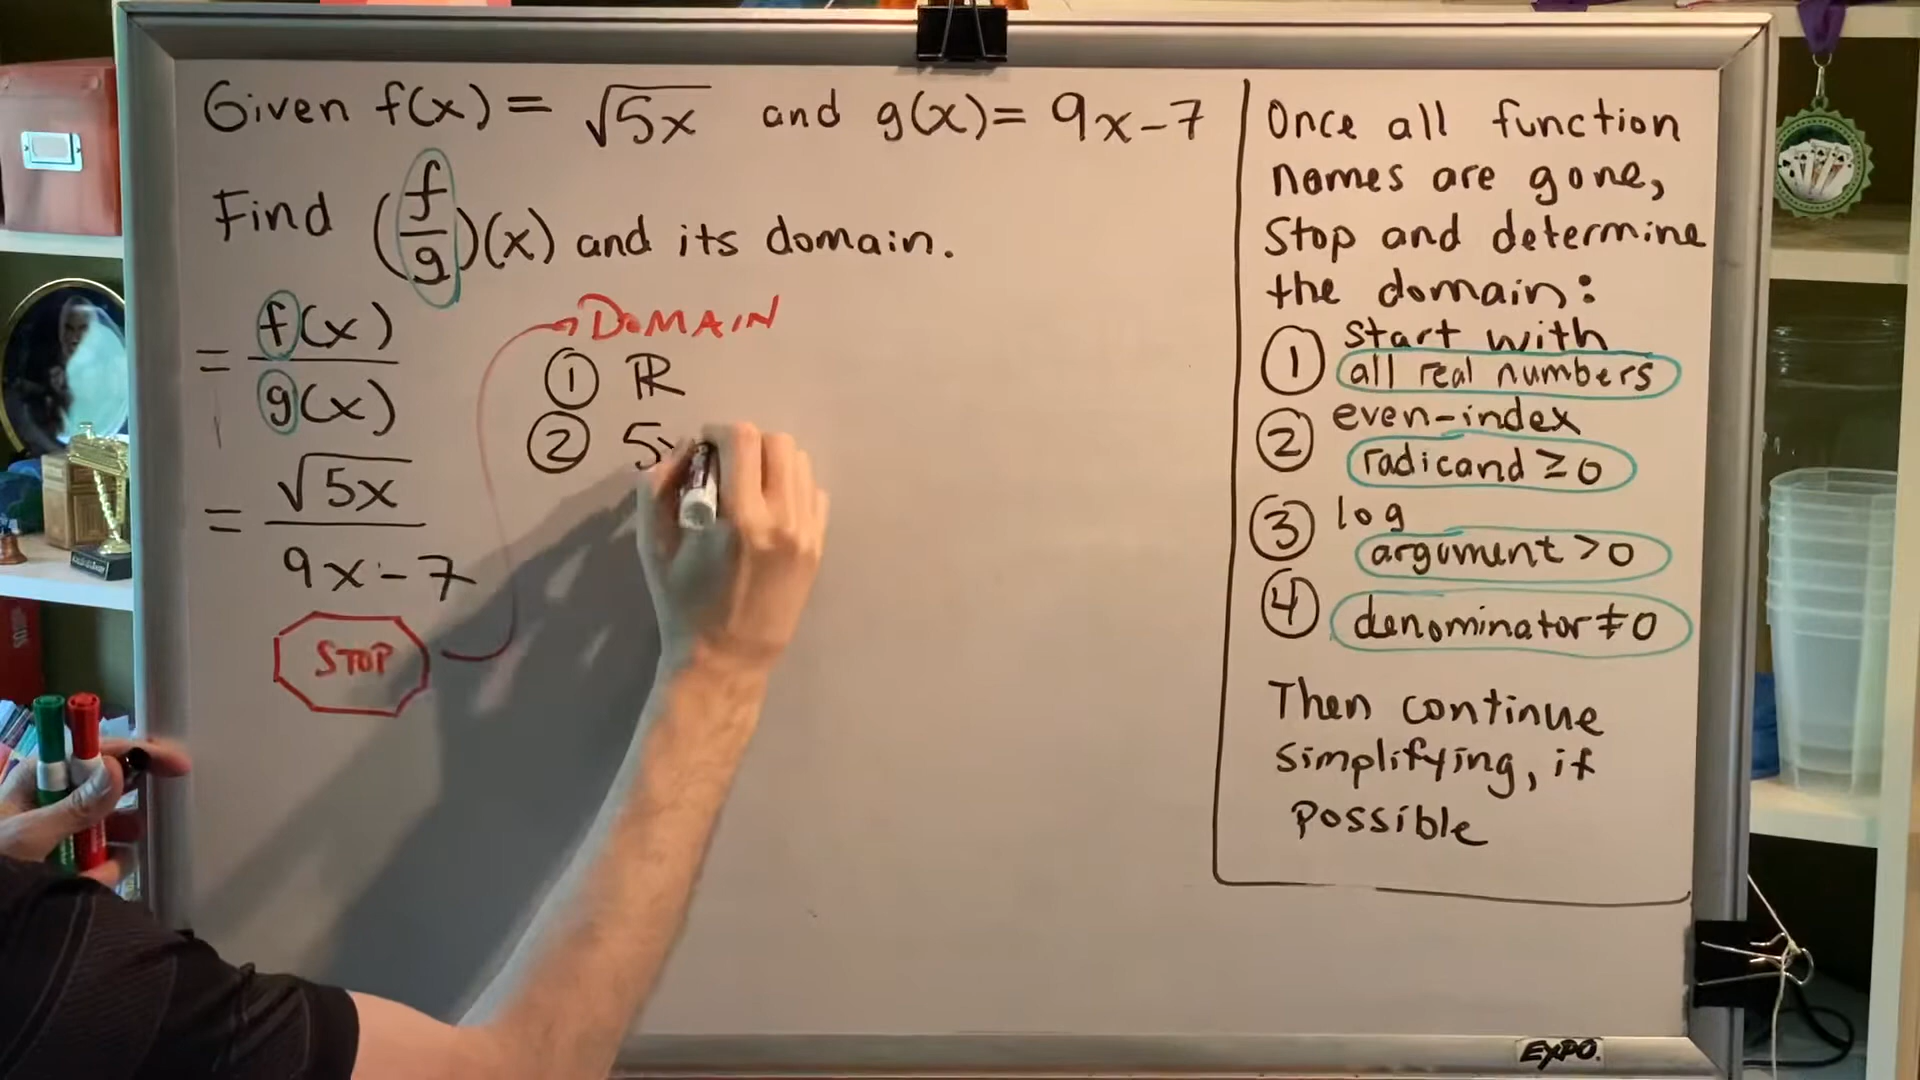 Given f(x) = √5x and g(x) = 9x-7
Find (f/g)(x) and its domain.
= f(x)/g(x)
= √5x/9x-7
STOP
DOMAIN
① ℝ
② 5x
Once all function
names are gone,
Stop and determine
the domain:
① start with
all real numbers
② even-index
radicand ≥ 0
③ log
argument > 0
④ denominator ≠ 0
Then continue
simplifying, if
possible
EXPO.